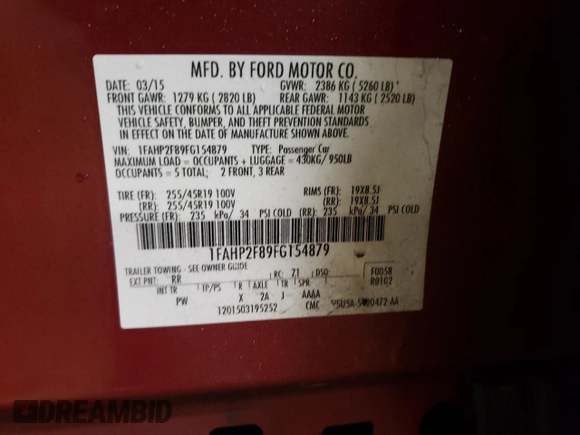 MFD. BY FORD MOTOR CO.
DATE: 03/15 GVWR: 2386 KG ( 5260 LB) *
FRONT GAWR: 1279 KG ( 2820 LB) REAR GAWR: 1143 KG ( 2520 LB)
THIS VEHICLE CONFORMS TO ALL APPLICABLE FEDERAL MOTOR
VEHICLE SAFETY, BUMPER, AND THEFT PREVENTION STANDARDS
IN EFFECT ON THE DATE OF MANUFACTURE SHOWN ABOVE.
VIN: 1FAHP2F89FG154879 TYPE: Passenger Car
MAXIMUM LOAD = OCCUPANTS + LUGGAGE = 430KG/ 950LB
OCCUPANTS = 5 TOTAL; 2 FRONT, 3 REAR
TIRE (FR): 255/45R19 100V RIMS (FR): 19X8.5J
(RR): 255/45R19 100V (RR): 19X8.5J
PRESSURE (FR): 235 kPa/ 34 PSI COLD (RR): 235 kPa/ 34 PSI COLD
1FAHP2F89FG154879
TRAILER TOWING - SEE OWNER GUIDE
EXT PNT: RR RC: 71 DSO: F0058
INT TR TP/PS R AXLE TR SPR R0102
PW X 2A J AAAA
1201503195252 CMC
DREAMBID